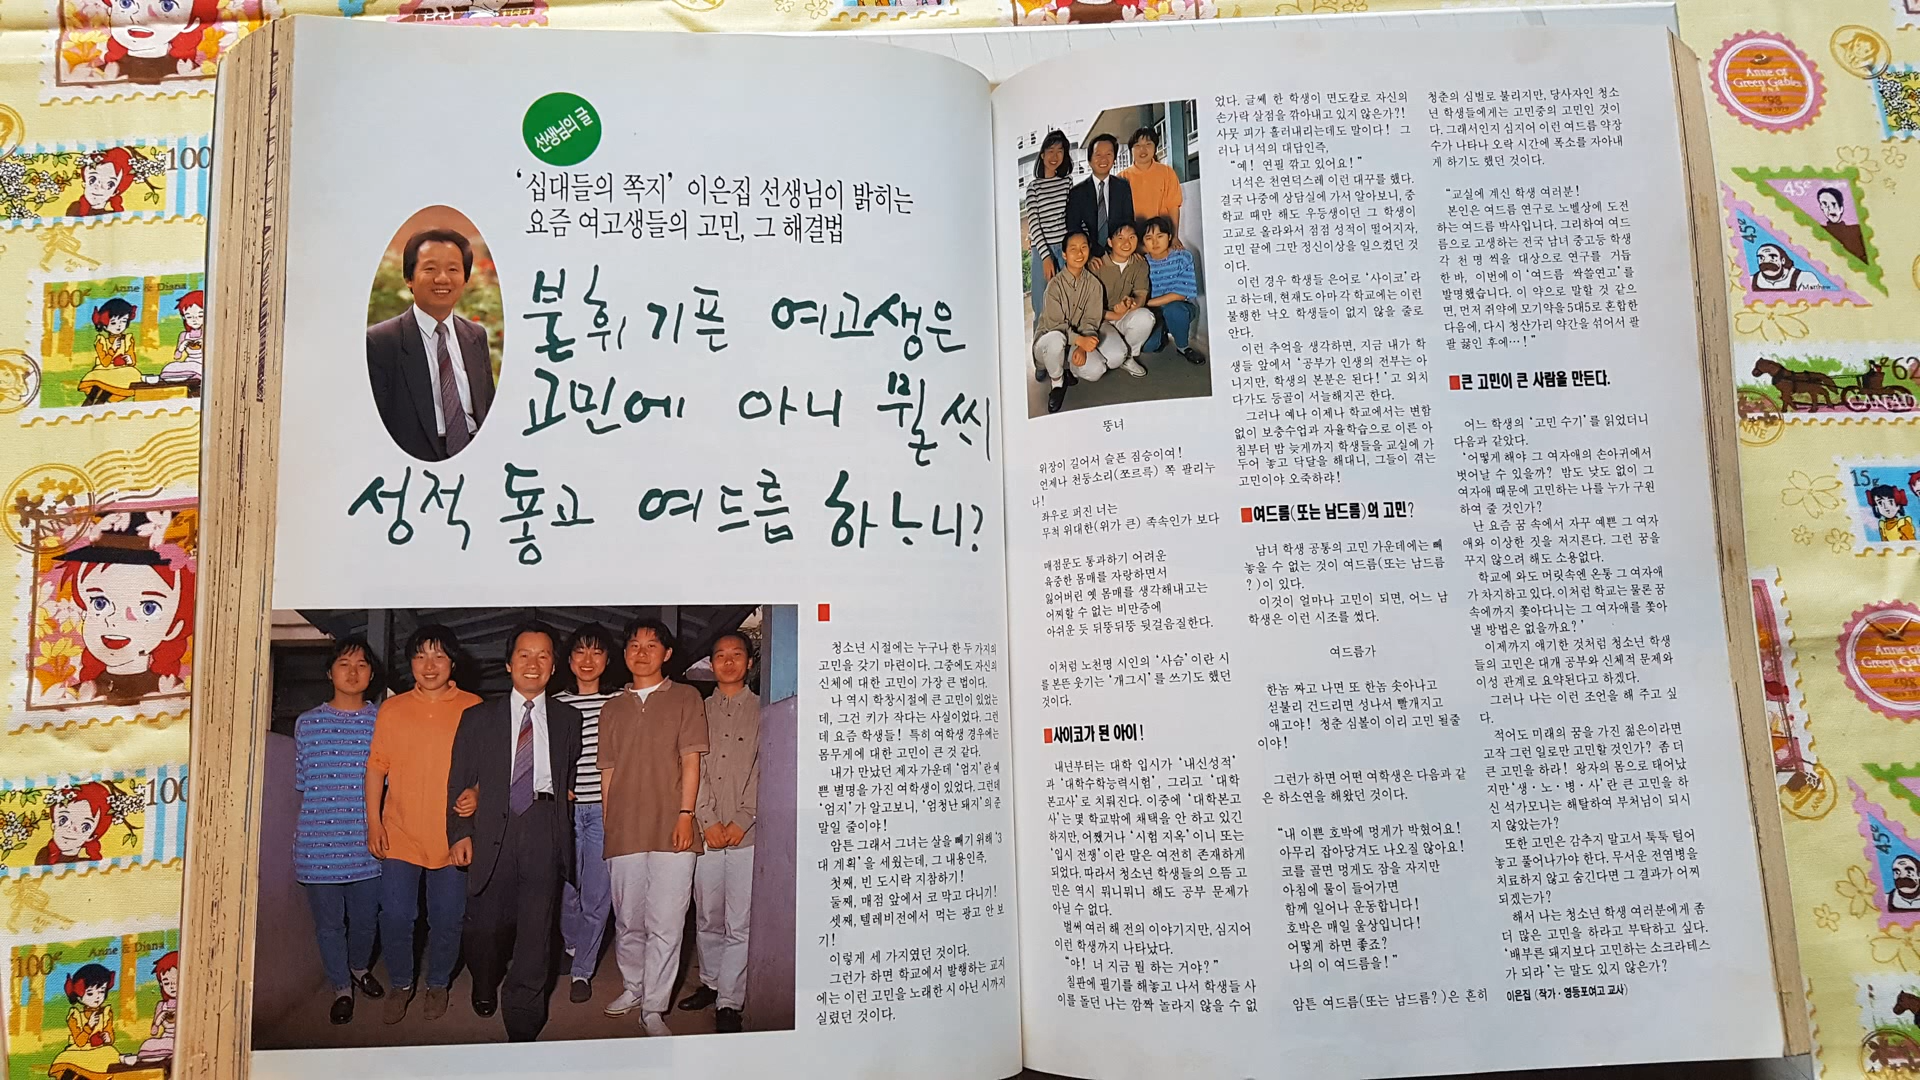 선생님의 글
‘십대들의 쪽지’ 이은집 선생님이 밝히는
요즘 여고생들의 고민, 그 해결법
불휘 기픈 여고생은
고민에 아니 뮐씨
성적 둏고 여드름 하ᄂᆞ니?
청소년 시절에는 누구나 한 두 가지의
고민을 갖기 마련이다. 그중에도 자신의
신체에 대한 고민이 가장 큰 법이다.
나 역시 학창시절에 큰 고민이 있었는
데, 그건 키가 작다는 사실이었다. 그런
데 요즘 학생들! 특히 여학생 경우에는
몸무게에 대한 고민이 큰 것 같다.
내가 만났던 제자 가운데 ‘엄지’란 예
쁜 별명을 가진 여학생이 있었다. 그런데
‘엄지’가 알고보니, ‘엄청난 돼지’의 준
말일 줄이야!
암튼 그래서 그녀는 살을 빼기 위해 ‘3
대 계획’을 세웠는데, 그 내용인즉,
첫째, 빈 도시락 지참하기!
둘째, 매점 앞에서 코 막고 다니기!
셋째, 텔레비전에서 먹는 광고 안 보
기!
이렇게 세 가지였던 것이다.
그런가 하면 학교에서 발행하는 교지
에는 이런 고민을 노래한 시 아닌 시까지
실렸던 것이다.
뚱녀
위장이 길어서 슬픈 짐승이여!
언제나 천둥소리(쪼르륵) 쪽 팔리누
나!
좌우로 퍼진 너는
무척 위대한(위가 큰) 족속인가 보다
매점문도 통과하기 어려운
육중한 몸매를 자랑하면서
잃어버린 옛 몸매를 생각해내고는
어찌할 수 없는 비만증에
아쉬운 듯 뒤뚱뒤뚱 뒷걸음질한다.
이처럼 노천명 시인의 ‘사슴’이란 시
를 본뜬 웃기는 ‘개그시’를 쓰기도 했던
것이다.
사이코가 된 아이!
내년부터는 대학 입시가 ‘내신성적’
과 ‘대학수학능력시험’, 그리고 ‘대학
본고사’로 치뤄진다. 이중에 ‘대학본고
사’는 몇 학교밖에 채택을 안 하고 있긴
하지만, 어쨌거나 ‘시험 지옥’이니 또는
‘입시 전쟁’이란 말은 여전히 존재하게
되었다. 따라서 청소년 학생들의 으뜸 고
민은 역시 뭐니뭐니 해도 공부 문제가
아닐 수 없다.
벌써 여러 해 전의 이야기지만, 심지어
이런 학생까지 나타났다.
“야! 너 지금 뭘 하는 거야?”
칠판에 필기를 해놓고 나서 학생들 사
이를 돌던 나는 깜짝 놀라지 않을 수 없
었다. 글쎄 한 학생이 면도칼로 자신의
손가락 살점을 깎아내고 있지 않은가?!
사뭇 피가 흘러내리는데도 말이다! 그
러나 녀석의 대답인즉,
“예! 연필 깎고 있어요!”
녀석은 천연덕스레 이런 대꾸를 했다.
결국 나중에 상담실에 가서 알아보니, 중
학교 때만 해도 우등생이던 그 학생이
고교로 올라와서 점점 성적이 떨어지자,
고민 끝에 그만 정신이상을 일으켰던 것
이다.
이런 경우 학생들 은어로 ‘사이코’라
고 하는데, 현재도 아마 각 학교에는 이런
불행한 낙오 학생들이 없지 않을 줄로
안다.
이런 추억을 생각하면, 지금 내가 학
생들 앞에서 ‘공부가 인생의 전부는 아
니지만, 학생의 본분은 된다!’고 외치
다가도 등골이 서늘해지곤 한다.
그러나 예나 이제나 학교에서는 변함
없이 보충수업과 자율학습으로 이른 아
침부터 밤 늦게까지 학생들을 교실에 가
두어 놓고 닥달을 해대니, 그들이 겪는
고민이야 오죽하랴!
여드름(또는 남드름)의 고민?
남녀 학생 공통의 고민 가운데에는 빼
놓을 수 없는 것이 여드름(또는 남드름
?)이 있다.
이것이 얼마나 고민이 되면, 어느 남
학생은 이런 시조를 썼다.
여드름가
한놈 짜고 나면 또 한놈 솟아나고
섣불리 건드리면 성나서 빨개지고
애고야! 청춘 심볼이 이리 고민 될줄
이야!
그런가 하면 어떤 여학생은 다음과 같
은 하소연을 해왔던 것이다.
“내 이쁜 호박에 멍게가 박혔어요!
아무리 잡아당겨도 나오질 않아요!
코를 골면 멍게도 잠을 자지만
아침에 물이 들어가면
함께 일어나 운동합니다!
호박은 매일 울상입니다!
어떻게 하면 좋죠?
나의 이 여드름을!”
암튼 여드름(또는 남드름?)은 흔히
청춘의 심벌로 불리지만, 당사자인 청소
년 학생들에게는 고민중의 고민인 것이
다. 그래서인지 심지어 이런 여드름 약장
수가 나타나 오락 시간에 폭소를 자아내
게 하기도 했던 것이다.
“교실에 계신 학생 여러분!
본인은 여드름 연구로 노벨상에 도전
하는 여드름 박사입니다. 그리하여 여드
름으로 고생하는 전국 남녀 중고등 학생
각 천 명 씩을 대상으로 연구를 거듭
한 바, 이번에 이 ‘여드름 싹쓸연고’를
발명했습니다. 이 약으로 말할 것 같으
면, 먼저 쥐약에 모기약을 5대5로 혼합한
다음에, 다시 청산가리 약간을 섞어서 팔
팔 끓인 후에…!”
큰 고민이 큰 사람을 만든다.
어느 학생의 ‘고민 수기’를 읽었더니
다음과 같았다.
‘어떻게 해야 그 여자애의 손아귀에서
벗어날 수 있을까? 밤도 낮도 없이 그
여자애 때문에 고민하는 나를 누가 구원
하여 줄 것인가?
난 요즘 꿈 속에서 자꾸 예쁜 그 여자
애와 이상한 짓을 저지른다. 그런 꿈을
꾸지 않으려 해도 소용없다.
학교에 와도 머릿속엔 온통 그 여자애
가 차지하고 있다. 이처럼 학교는 물론 꿈
속에까지 쫓아다니는 그 여자애를 쫓아
낼 방법은 없을까요?’
이제까지 얘기한 것처럼 청소년 학생
들의 고민은 대개 공부와 신체적 문제와
이성 관계로 요약된다고 하겠다.
그러나 나는 이런 조언을 해 주고 싶
다.
적어도 미래의 꿈을 가진 젊은이라면
고작 그런 일로만 고민할 것인가? 좀 더
큰 고민을 하라! 왕자의 몸으로 태어났
지만 ‘생·노·병·사’란 큰 고민을 하
신 석가모니는 해탈하여 부처님이 되시
지 않았는가?
또한 고민은 감추지 말고서 툭툭 털어
놓고 풀어나가야 한다. 무서운 전염병을
치료하지 않고 숨긴다면 그 결과가 어찌
되겠는가?
해서 나는 청소년 학생 여러분에게 좀
더 많은 고민을 하라고 부탁하고 싶다.
‘배부른 돼지보다 고민하는 소크라테스
가 되라’는 말도 있지 않은가?
이은집 (작가·영등포여고 교사)
100e
100e Anne & Diana
100e
100e Anne & Diana
Anne of
Green Gables
45e
45e
Matthew
62
CANADA
15g
Anne of
Green Gables
45e